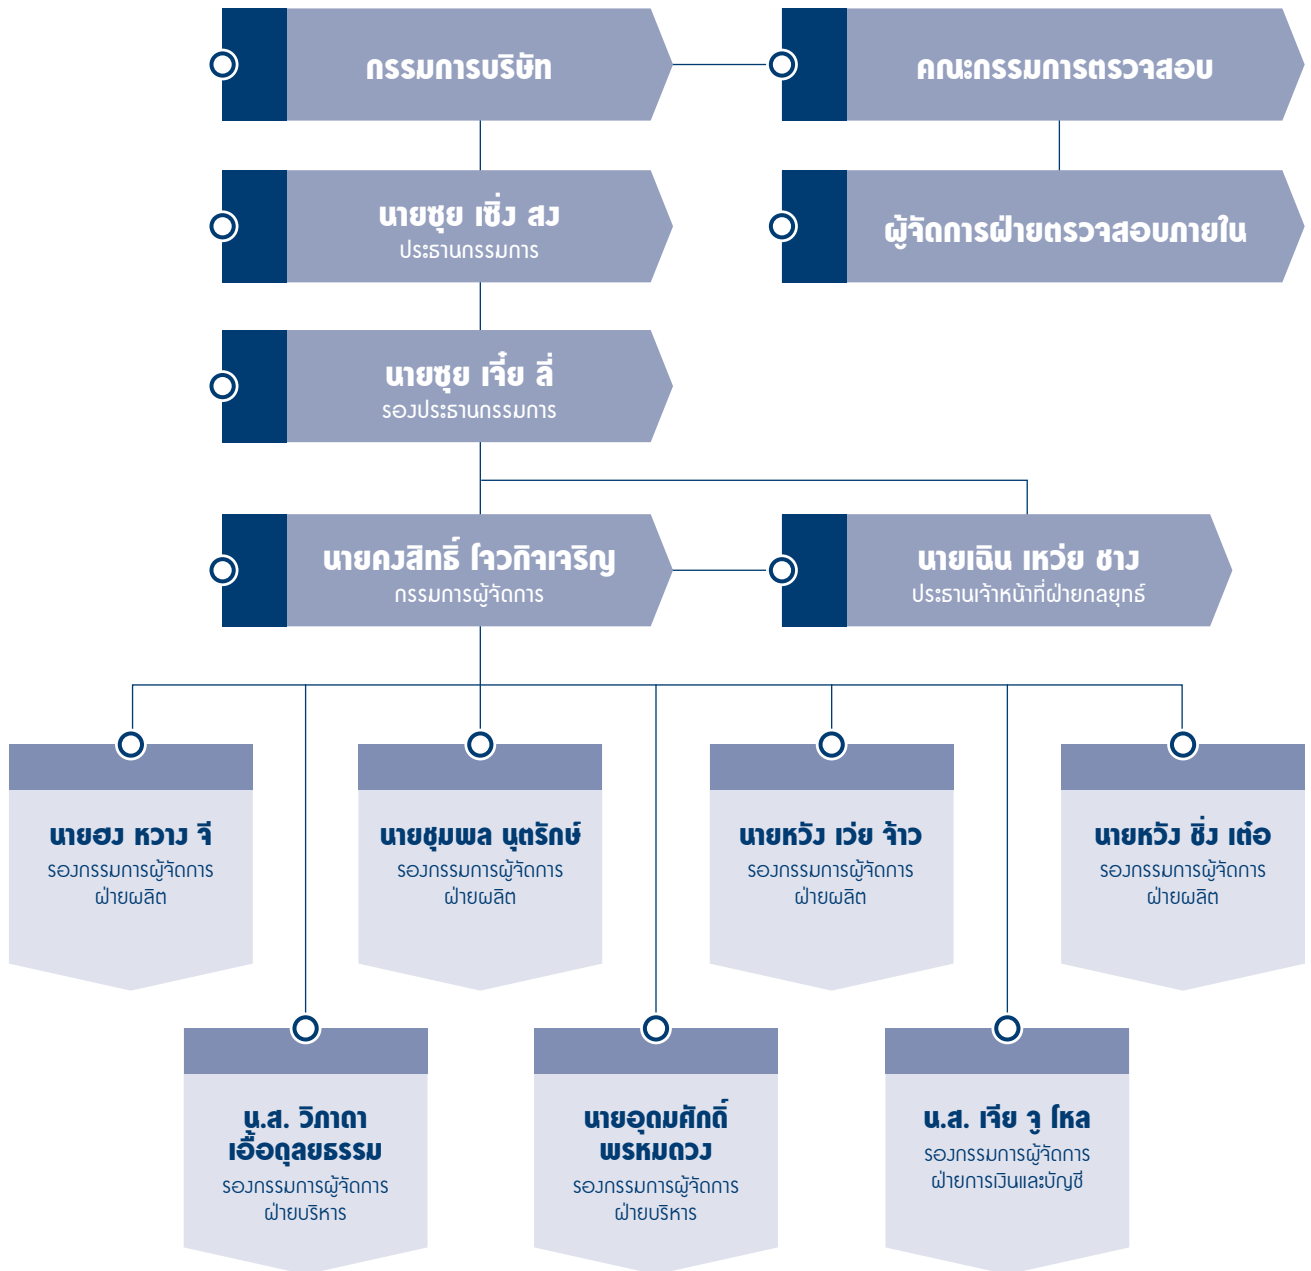 กรรมการบริษัท
คณะกรรมการตรวจสอบ
นายซุย เซิ่ง สง
ประธานกรรมการ
ผู้จัดการฝ่ายตรวจสอบภายใน
นายซุย เจี๋ย ลี่
รองประธานกรรมการ
นายคงสิทธิ์ โจวกิจเจริญ
กรรมการผู้จัดการ
นายเฉิน เหว่ย ชาง
ประธานเจ้าหน้าที่ฝ่ายกลยุทธ์
นายฮง หวาง จี
รองกรรมการผู้จัดการ
ฝ่ายผลิต
นายชุมพล นุตรักษ์
รองกรรมการผู้จัดการ
ฝ่ายผลิต
นายหวัง เว่ย จ้าว
รองกรรมการผู้จัดการ
ฝ่ายผลิต
นายหวัง ชิ่ง เต๋อ
รองกรรมการผู้จัดการ
ฝ่ายผลิต
น.ส. วิภาดา
เอื้อดุลยธรรม
รองกรรมการผู้จัดการ
ฝ่ายบริหาร
นายอุดมศักดิ์
พรหมดวง
รองกรรมการผู้จัดการ
ฝ่ายบริหาร
น.ส. เจีย จู โหล
รองกรรมการผู้จัดการ
ฝ่ายการเงินและบัญชี